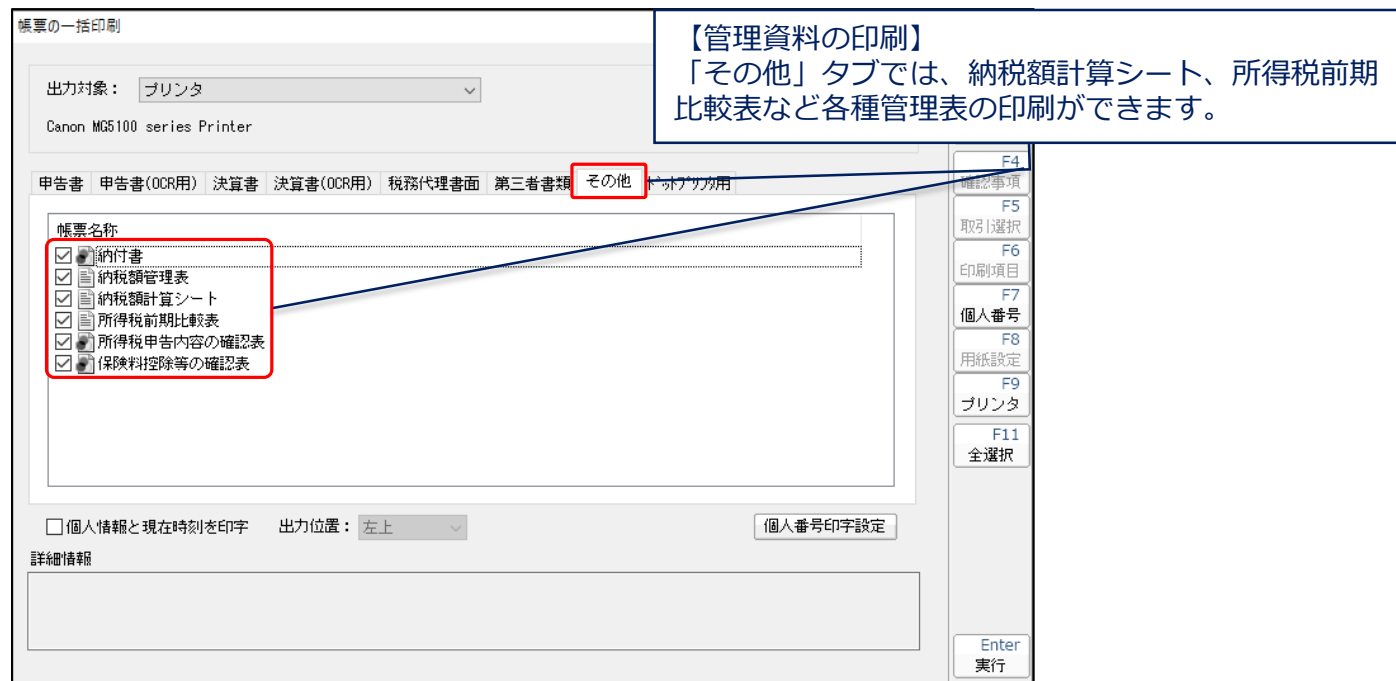 帳票の一括印刷
【管理資料の印刷】
「その他」タブでは、納税額計算シート、所得税前期
比較表など各種管理表の印刷ができます。
出力対象： プリンタ
Canon MG5100 series Printer
申告書 申告書(OCR用) 決算書 決算書(OCR用) 税務代理書面 第三者書類 その他 ﾄﾞｯﾄﾌﾟﾘﾝﾀ用
帳票名称
納付書
納税額管理表
納税額計算シート
所得税前期比較表
所得税申告内容の確認表
保険料控除等の確認表
個人情報と現在時刻を印字 出力位置： 左上 個人番号印字設定
詳細情報
F4
確認事項
F5
取引選択
F6
印刷項目
F7
個人番号
F8
用紙設定
F9
プリンタ
F11
全選択
Enter
実行